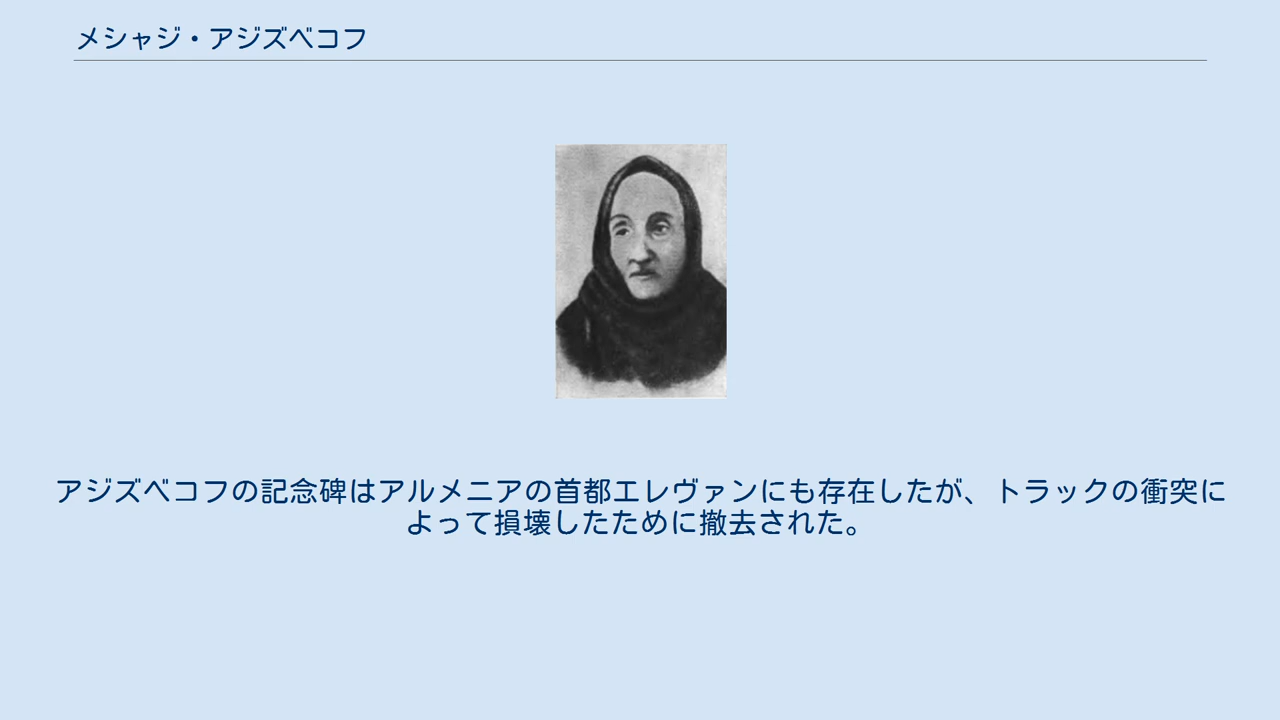 メシャジ・アジズベコフ
アジズベコフの記念碑はアルメニアの首都エレヴァンにも存在したが、トラックの衝突に
よって損壊したために撤去された。